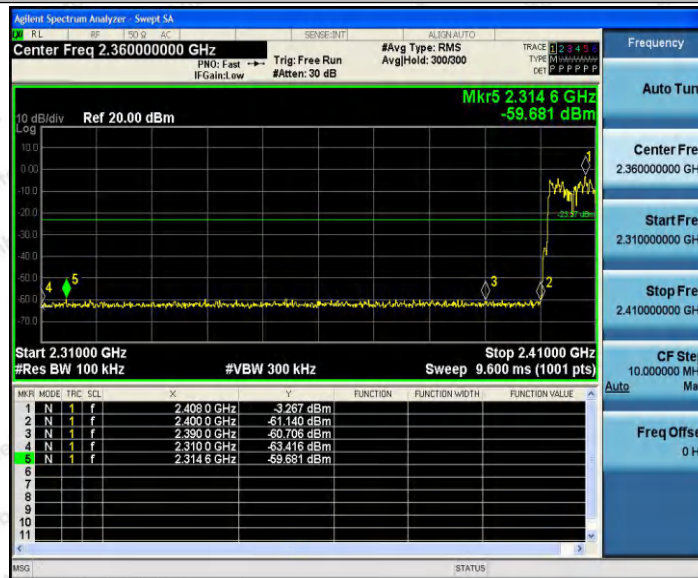 Agilent Spectrum Analyzer - Swept SA
RL RF 50 Ω AC SENSE:INT ALIGN AUTO
Center Freq 2.360000000 GHz
PNO: Fast
IFGain:Low
Trig: Free Run
#Atten: 30 dB
#Avg Type: RMS
Avg|Hold: 300/300
TRACE 1 2 3 4 5 6
TYPE M
DET P P P P P P
Mkr5 2.314 6 GHz
-59.681 dBm
10 dB/div Ref 20.00 dBm
Log
10.0
0.00
-10.0
-20.0
-30.0
-40.0
-50.0
-60.0
-70.0
1
-23.37 dBm
4 5 3 2
Start 2.31000 GHz Stop 2.41000 GHz
#Res BW 100 kHz #VBW 300 kHz Sweep 9.600 ms (1001 pts)
MKR MODE TRC SCL X Y FUNCTION FUNCTION WIDTH FUNCTION VALUE
1 N 1 f 2.408 0 GHz -3.267 dBm
2 N 1 f 2.400 0 GHz -61.140 dBm
3 N 1 f 2.390 0 GHz -60.706 dBm
4 N 1 f 2.310 0 GHz -63.416 dBm
5 N 1 f 2.314 6 GHz -59.681 dBm
6
7
8
9
10
11
MSG STATUS
Frequency
Auto Tun
Center Fre
2.360000000 GH
Start Fre
2.310000000 GH
Stop Fre
2.410000000 GH
CF Ste
10.000000 MH
Auto Ma
Freq Offse
0 H